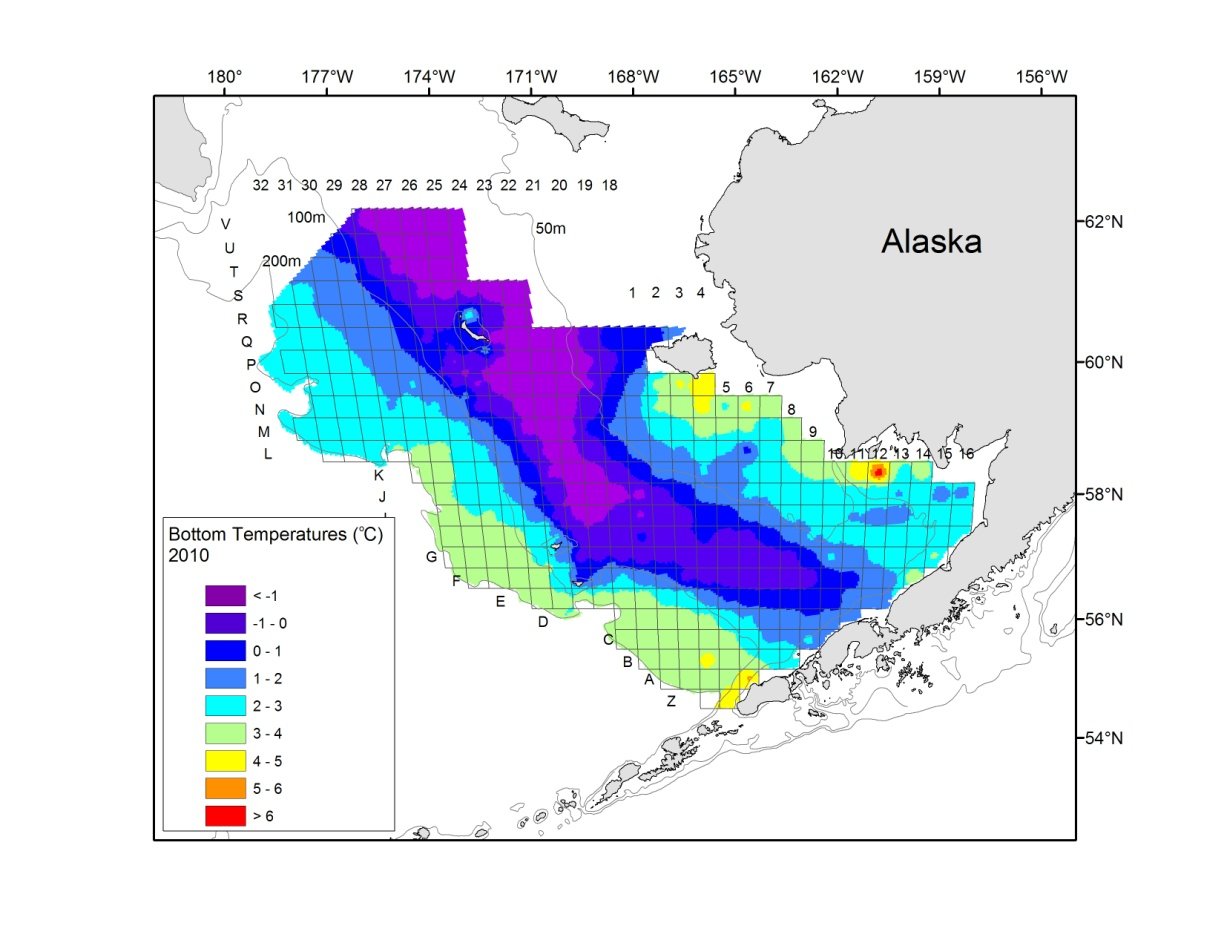 180° 177°W 174°W 171°W 168°W 165°W 162°W 159°W 156°W
32 31 30 29 28 27 26 25 24 23 22 21 20 19 18
100m
62°N
V
50m
U
Alaska
200m
T
S
1 2 3 4
R
Q
P
60°N
O
5 6 7
N
8
M
9
L
10 11 12 13 14 15 16
K
J
58°N
Bottom Temperatures (°C)
2010
G
F
E
< -1
D
56°N
-1 - 0
C
0 - 1
B
1 - 2
A
Z
2 - 3
3 - 4
54°N
4 - 5
5 - 6
> 6